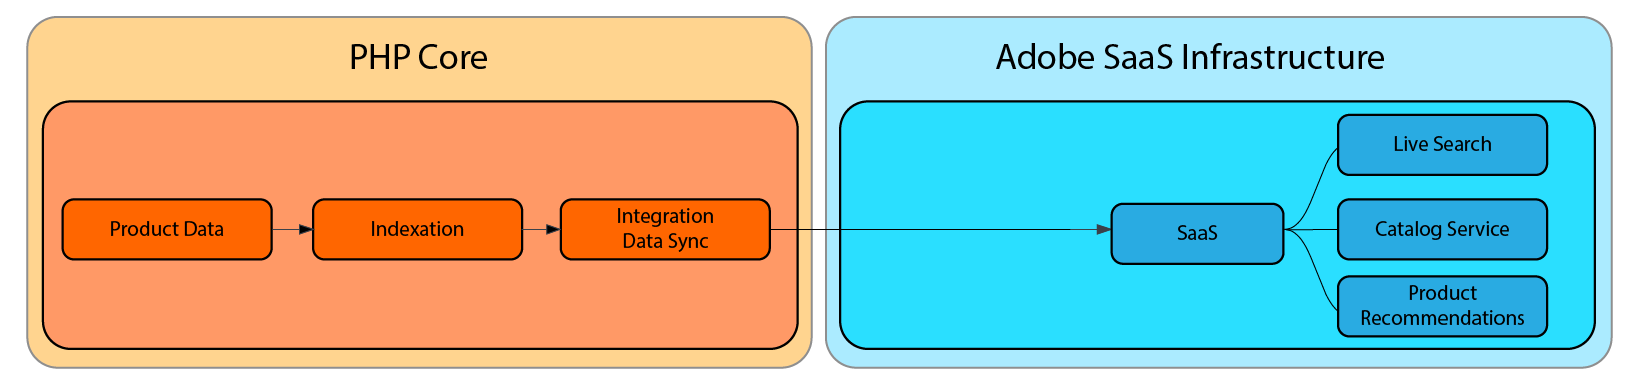 PHP Core
Adobe SaaS Infrastructure
Product Data
Indexation
Integration
Data Sync
SaaS
Live Search
Catalog Service
Product
Recommendations